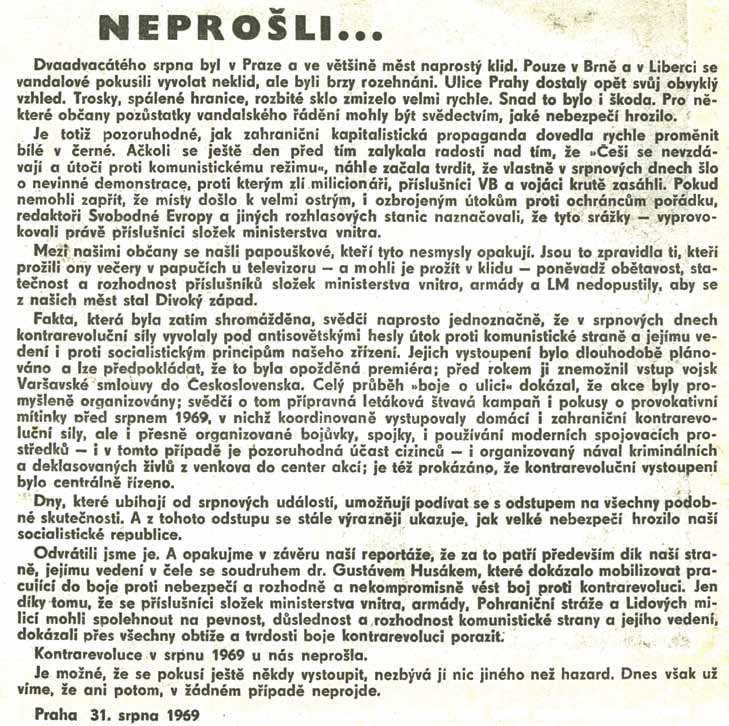 NEPROŠLI...
Dvaadvacátého srpna byl v Praze a ve většině měst naprostý klid. Pouze v Brně a v Liberci se
vandalové pokusili vyvolat neklid, ale byli brzy rozehnáni. Ulice Prahy dostaly opět svůj obvyklý
vzhled. Trosky, spálené hranice, rozbité sklo zmizelo velmi rychle. Snad to bylo i škoda. Pro ně-
které občany pozůstatky vandalského řádění mohly být svědectvím, jaké nebezpečí hrozilo.
Je totiž pozoruhodné, jak zahraniční kapitalistická propaganda dovedla rychle proměnit
bílé v černé. Ačkoli se ještě den před tím zalykala radostí nad tím, že »Češi se nevzdá-
vají a útočí proti komunistickému režimu«, náhle začala tvrdit, že vlastně v srpnových dnech šlo
o nevinné demonstrace, proti kterým zlí milicionáři, příslušníci VB a vojáci krutě zasáhli. Pokud
nemohli zapřít, že místy došlo k velmi ostrým, i ozbrojeným útokům proti ochráncům pořádku,
redaktoři Svobodné Evropy a jiných rozhlasových stanic naznačovali, že tyto srážky — vyprovo-
kovali právě příslušníci složek ministerstva vnitra.
Mezi našimi občany se našli papouškové, kteří tyto nesmysly opakují. Jsou to zpravidla ti, kteří
prožili ony večery v papučích u televizoru — a mohli je prožít v klidu — poněvadž obětavost, sta-
tečnost a rozhodnost příslušníků složek ministerstva vnitra, armády a LM nedopustily, aby se
z našich měst stal Divoký západ.
Fakta, která byla zatím shromážděna, svědčí naprosto jednoznačně, že v srpnových dnech
kontrarevoluční síly vyvolaly pod antisovětskými hesly útok proti komunistické straně a jejímu ve-
dení i proti socialistickým principům našeho zřízení. Jejich vystoupení bylo dlouhodobě pláno-
váno a lze předpokládat, že to byla opožděná premiéra; před rokem ji znemožnil vstup vojsk
Varšavské smlouvy do Československa. Celý průběh »boje o ulici« dokázal, že akce byly pro-
myšleně organizovány; svědčí o tom přípravná letáková štvavá kampaň i pokusy o provokativní
mítinky před srpnem 1969, v nichž koordinovaně vystupovaly domácí i zahraniční kontrarevo-
luční síly, ale i přesně organizované bojůvky, spojky, i používání moderních spojovacích pro-
středků — i v tomto případě je pozoruhodná účast cizinců — i organizovaný nával kriminálních
a deklasovaných živlů z venkova do center akcí; je též prokázáno, že kontrarevoluční vystoupení
bylo centrálně řízeno.
Dny, které ubíhají od srpnových událostí, umožňují podívat se s odstupem na všechny podob-
né skutečnosti. A z tohoto odstupu se stále výrazněji ukazuje, jak velké nebezpečí hrozilo naší
socialistické republice.
Odvrátili jsme je. A opakujme v závěru naší reportáže, že za to patří především dík naší stra-
ně, jejímu vedení v čele se soudruhem dr. Gustávem Husákem, které dokázalo mobilizovat pra-
cující do boje proti nebezpečí a rozhodně a nekompromisně vést boj proti kontrarevoluci. Jen
díky tomu, že se příslušníci složek ministerstva vnitra, armády, Pohraniční stráže a Lidových mi-
licí mohli spolehnout na pevnost, důslednost a rozhodnost komunistické strany a jejího vedení,
dokázali přes všechny obtíže a tvrdosti boje kontrarevoluci porazit.
Kontrarevoluce v srpnu 1969 u nás neprošla.
Je možné, že se pokusí ještě někdy vystoupit, nezbývá jí nic jiného než hazard. Dnes však už
víme, že ani potom, v žádném případě neprojde.
Praha 31. srpna 1969